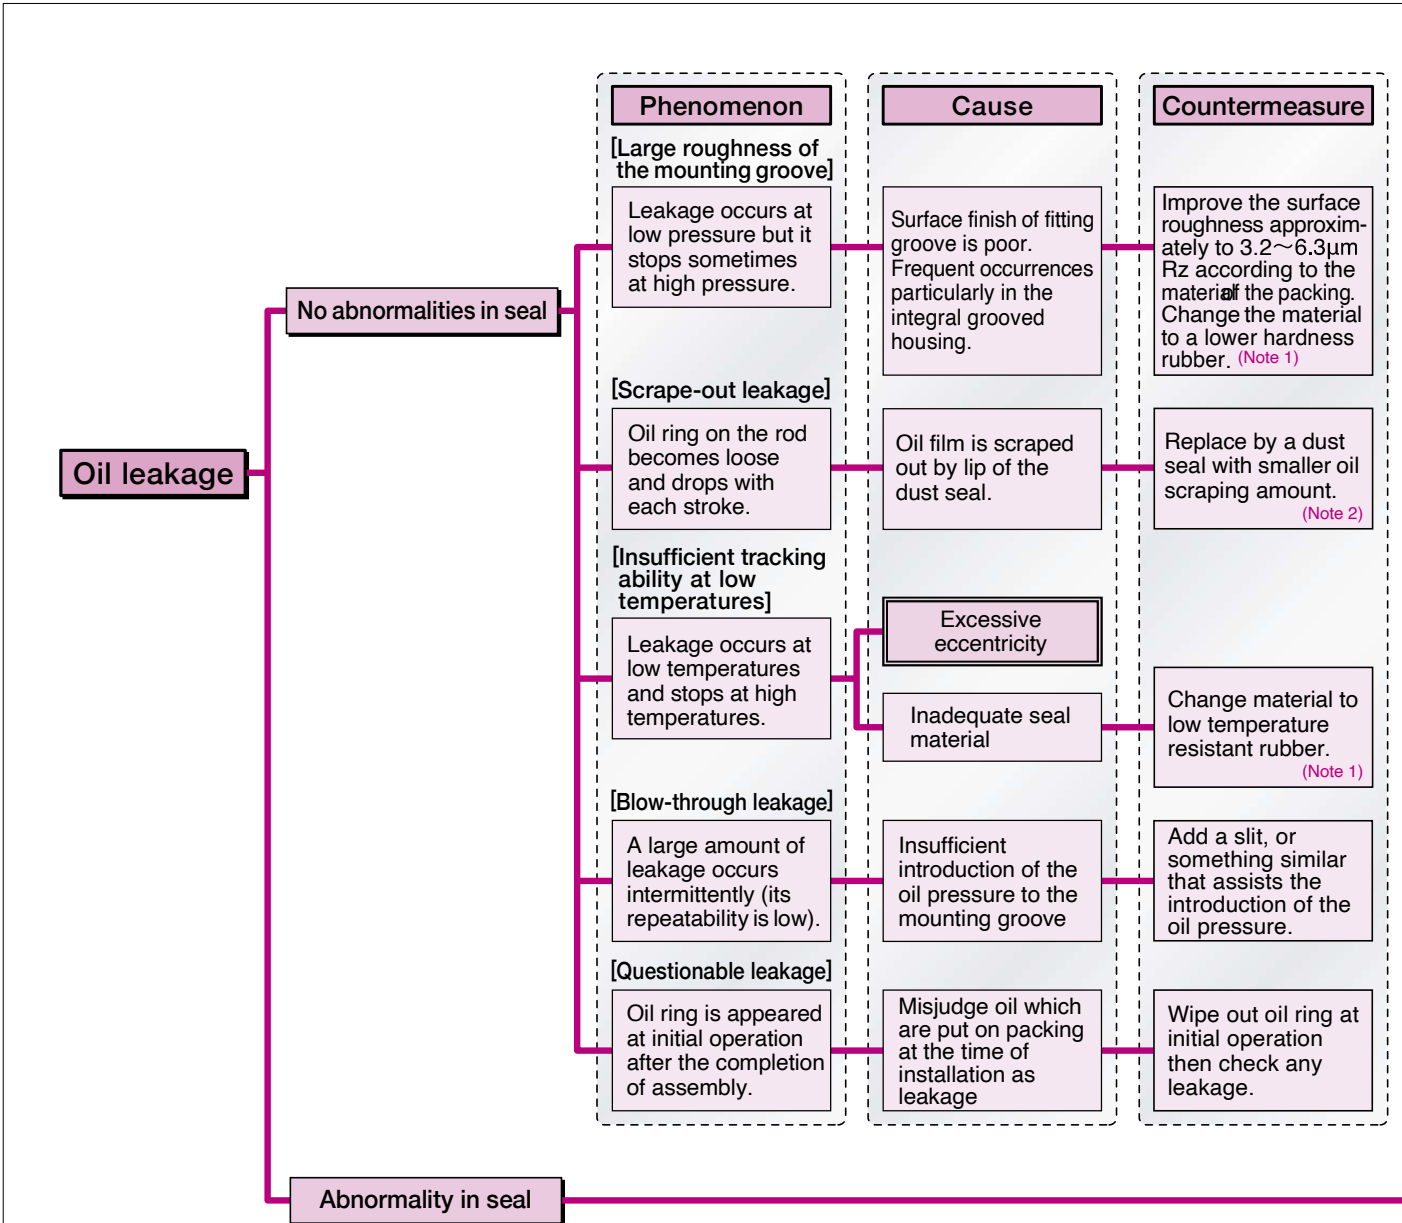 Phenomenon
Cause
Countermeasure
[Large roughness of
the mounting groove]
Leakage occurs at
low pressure but it
stops sometimes
at high pressure.
Surface finish of fitting
groove is poor.
Frequent occurrences
particularly in the
integral grooved
housing.
Improve the surface
roughness approxim-
ately to 3.2～6.3μm
Rz according to the
material of the packing.
Change the material
to a lower hardness
rubber. (Note 1)
No abnormalities in seal
[Scrape-out leakage]
Oil ring on the rod
becomes loose
and drops with
each stroke.
Oil film is scraped
out by lip of the
dust seal.
Replace by a dust
seal with smaller oil
scraping amount.
(Note 2)
Oil leakage
[Insufficient tracking
ability at low
temperatures]
Leakage occurs at
low temperatures
and stops at high
temperatures.
Excessive
eccentricity
Inadequate seal
material
Change material to
low temperature
resistant rubber.
(Note 1)
[Blow-through leakage]
A large amount of
leakage occurs
intermittently (its
repeatability is low).
Insufficient
introduction of the
oil pressure to the
mounting groove
Add a slit, or
something similar
that assists the
introduction of the
oil pressure.
[Questionable leakage]
Oil ring is appeared
at initial operation
after the completion
of assembly.
Misjudge oil which
are put on packing
at the time of
installation as
leakage
Wipe out oil ring at
initial operation
then check any
leakage.
Abnormality in seal